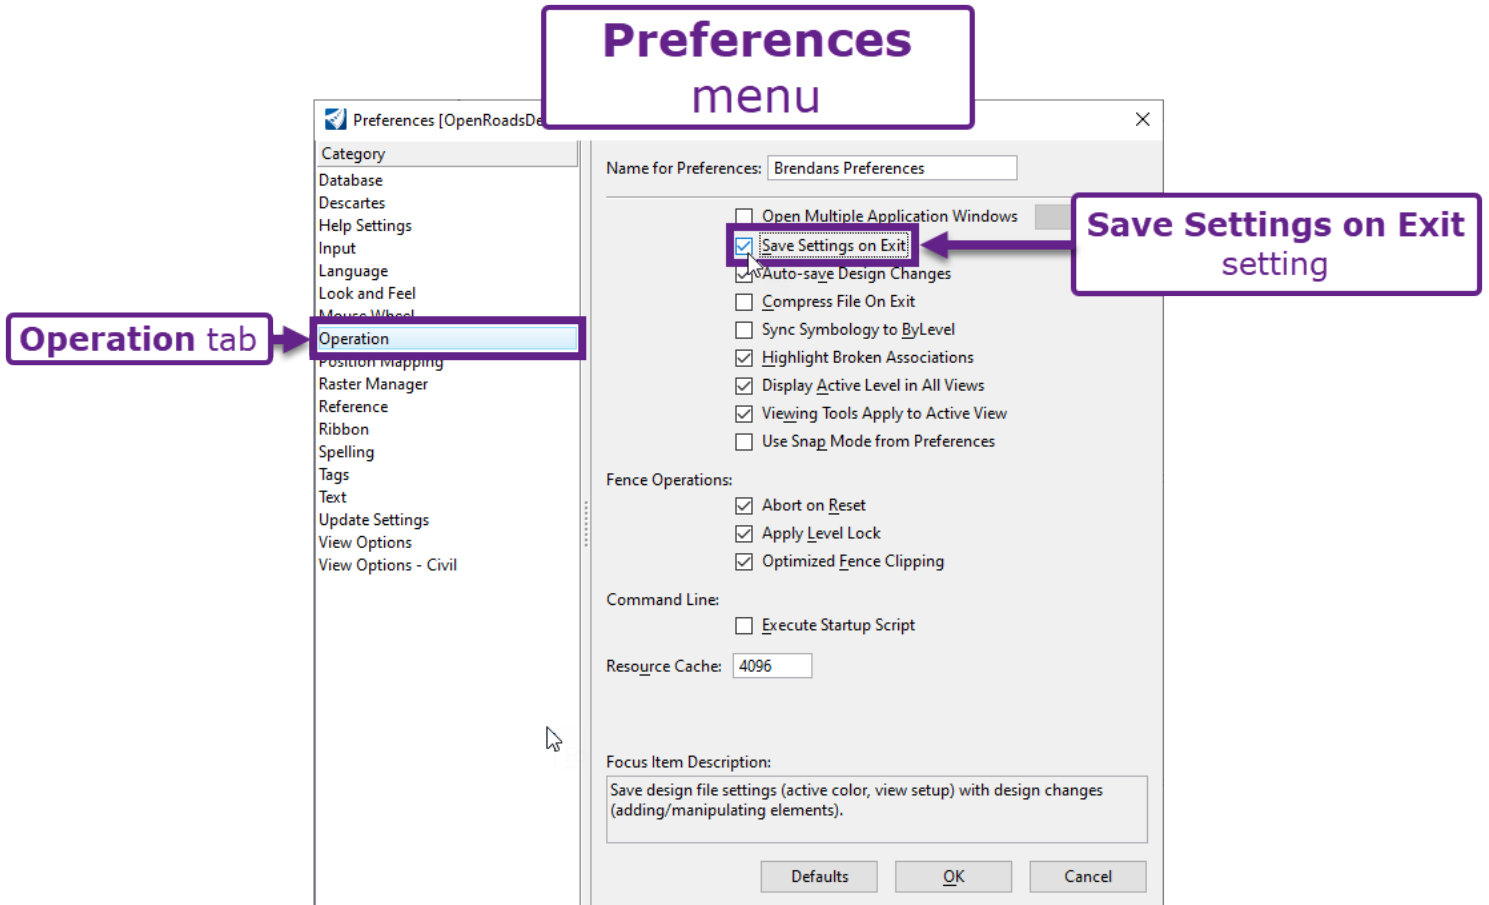 Preferences
menu
Preferences [OpenRoadsDe
Category
Database
Descartes
Help Settings
Input
Language
Look and Feel
Mouse Wheel
Operation
Position Mapping
Raster Manager
Reference
Ribbon
Spelling
Tags
Text
Update Settings
View Options
View Options - Civil
Operation tab
Name for Preferences: Brendans Preferences
Open Multiple Application Windows
Save Settings on Exit
Auto-save Design Changes
Compress File On Exit
Sync Symbology to ByLevel
Highlight Broken Associations
Display Active Level in All Views
Viewing Tools Apply to Active View
Use Snap Mode from Preferences
Save Settings on Exit
setting
Fence Operations:
Abort on Reset
Apply Level Lock
Optimized Fence Clipping
Command Line:
Execute Startup Script
Resource Cache: 4096
Focus Item Description:
Save design file settings (active color, view setup) with design changes
(adding/manipulating elements).
Defaults
OK
Cancel